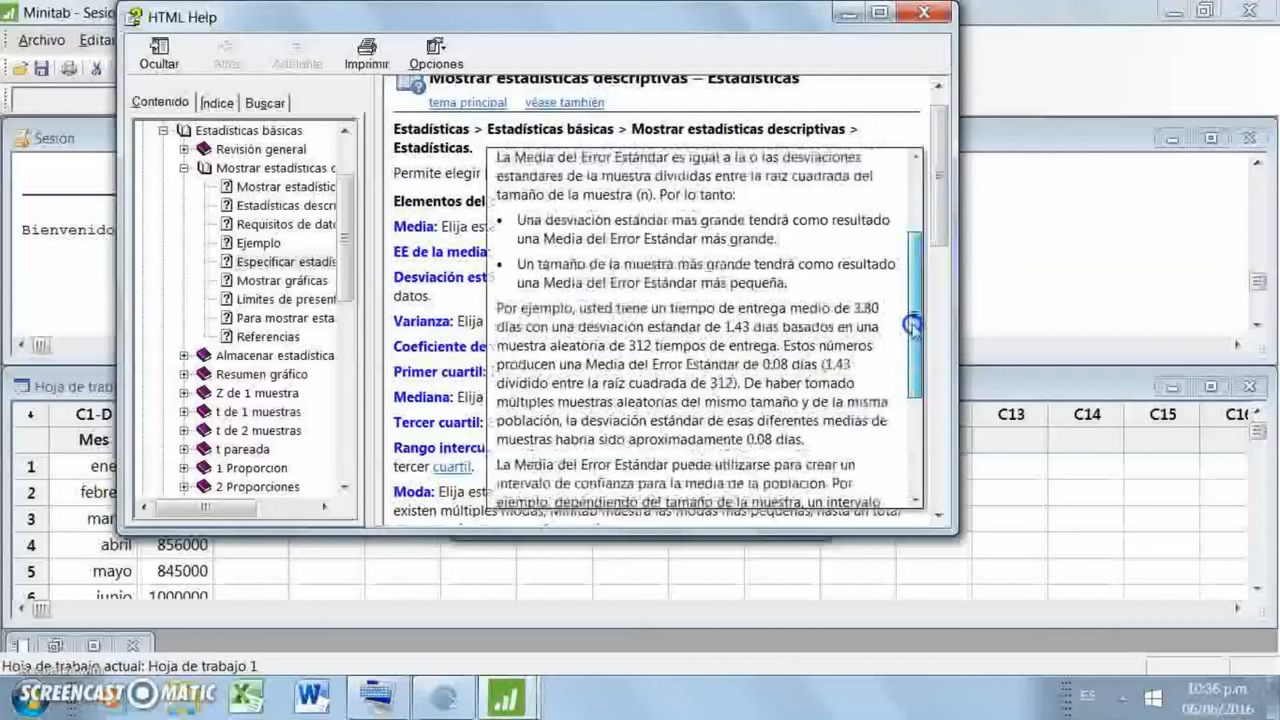 Minitab - Sesió
HTML Help
Archivo Editar
Ocultar Atrás Adelante Imprimir Opciones
Contenido Índice Buscar
Estadísticas básicas
Revisión general
Mostrar estadísticas d
Mostrar estadístic
Estadísticas descri
Requisitos de dato
Ejemplo
Especificar estadís
Mostrar gráficas
Límites de present
Para mostrar esta
Referencias
Almacenar estadística
Resumen gráfico
Z de 1 muestra
t de 1 muestras
t de 2 muestras
t pareada
1 Proporcion
2 Proporciones
Mostrar estadísticas descriptivas – Estadísticas
tema principal véase también
Estadísticas > Estadísticas básicas > Mostrar estadísticas descriptivas >
Estadísticas.
Permite elegir
Elementos del
Media: Elija est
EE de la media
Desviación est
datos.
Varianza: Elija
Coeficiente de
Primer cuartil:
Mediana: Elija
Tercer cuartil:
Rango intercu
tercer cuartil.
Moda: Elija est
existen múltiples modas, Minitab muestra las modas más pequeñas, hasta un total
La Media del Error Estándar es igual a la o las desviaciones
estándares de la muestra divididas entre la raíz cuadrada del
tamaño de la muestra (n). Por lo tanto:
• Una desviación estándar más grande tendrá como resultado
una Media del Error Estándar más grande.
• Un tamaño de la muestra más grande tendrá como resultado
una Media del Error Estándar más pequeña.
Por ejemplo, usted tiene un tiempo de entrega medio de 3.80
días con una desviación estándar de 1.43 días basados en una
muestra aleatoria de 312 tiempos de entrega. Estos números
producen una Media del Error Estándar de 0.08 días (1.43
dividido entre la raíz cuadrada de 312). De haber tomado
múltiples muestras aleatorias del mismo tamaño y de la misma
población, la desviación estándar de esas diferentes medias de
muestras habría sido aproximadamente 0.08 días.
La Media del Error Estándar puede utilizarse para crear un
intervalo de confianza para la media de la población. Por
ejemplo, dependiendo del tamaño de la muestra, un intervalo
Sesión
Bienvenido
Hoja de trab
C1-D C13 C14 C15 C16
Mes
1 ene
2 febre
3 mar
4 abril 856000
5 mayo 845000
6 junio 1000000
Hoja de trabajo actual: Hoja de trabajo 1
SCREENCAST O MATIC
ES
10:36 p.m.
06/06/2016